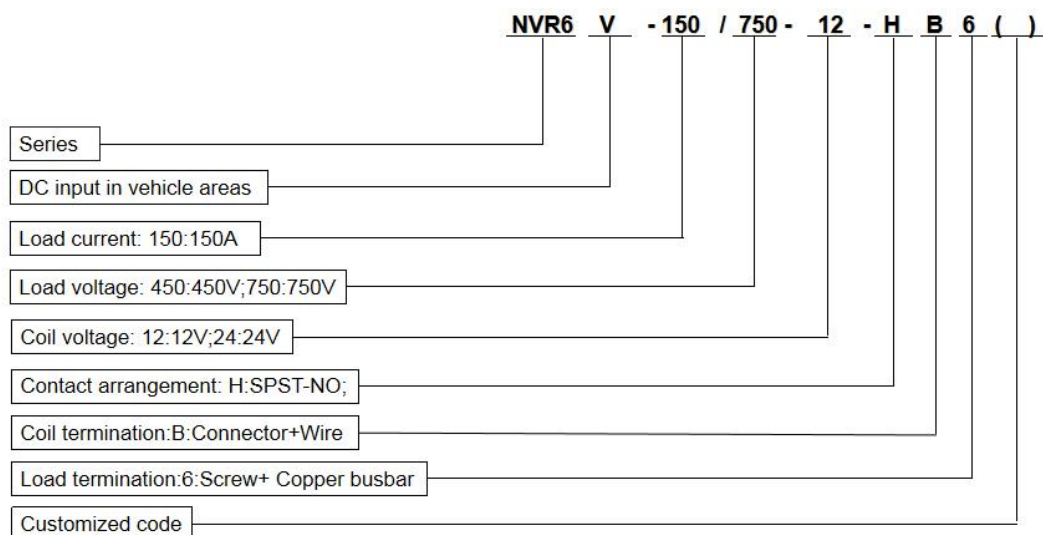 NVR6 V - 150 / 750 - 12 - H B 6 ( )
Series
DC input in vehicle areas
Load current: 150:150A
Load voltage: 450:450V;750:750V
Coil voltage: 12:12V;24:24V
Contact arrangement: H:SPST-NO;
Coil termination:B:Connector+Wire
Load termination:6:Screw+ Copper busbar
Customized code